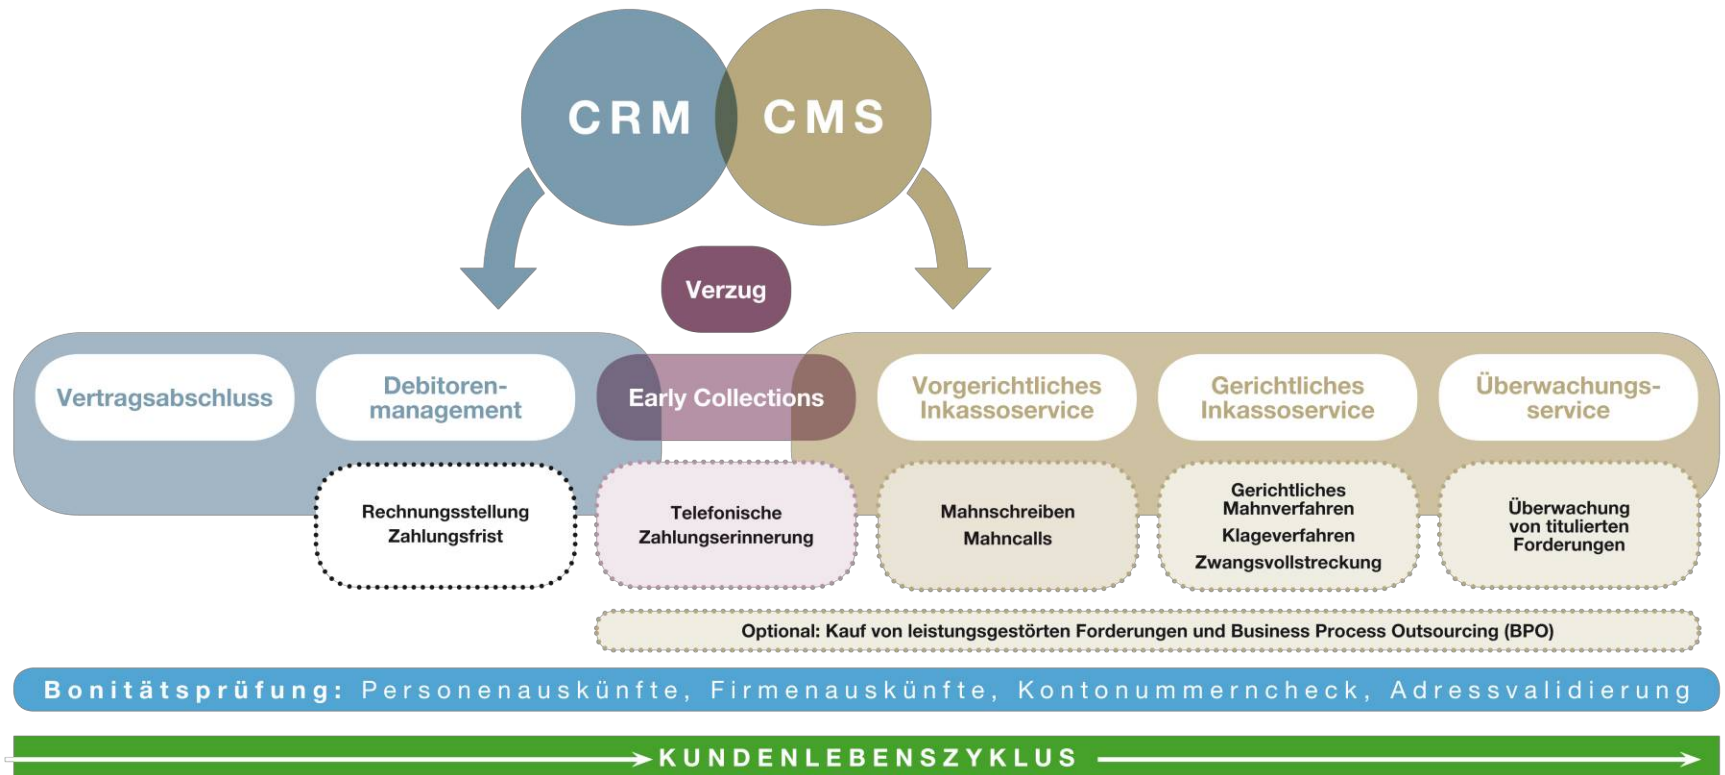 CRM
CMS
Verzug
Vertragsabschluss
Debitoren-
management
Early Collections
Vorgerichtliches
Inkassoservice
Gerichtliches
Inkassoservice
Überwachungs-
service
Rechnungsstellung
Zahlungsfrist
Telefonische
Zahlungserinnerung
Mahnschreiben
Mahncalls
Gerichtliches
Mahnverfahren
Klageverfahren
Zwangsvollstreckung
Überwachung
von titulierten
Forderungen
Optional: Kauf von leistungsgestörten Forderungen und Business Process Outsourcing (BPO)
Bonitätsprüfung: Personenauskünfte, Firmenauskünfte, Kontonummerncheck, Adressvalidierung
KUNDENLEBENSZYKLUS